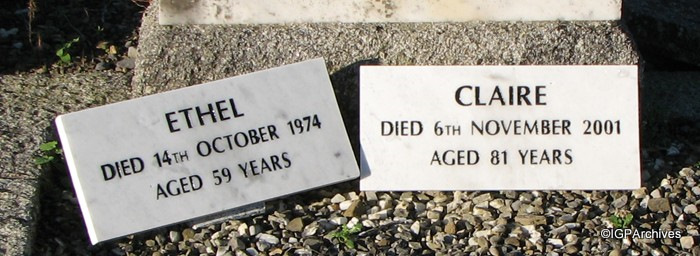 ETHEL
DIED 14TH OCTOBER 1974
AGED 59 YEARS
CLAIRE
DIED 6TH NOVEMBER 2001
AGED 81 YEARS
©IGPArchives